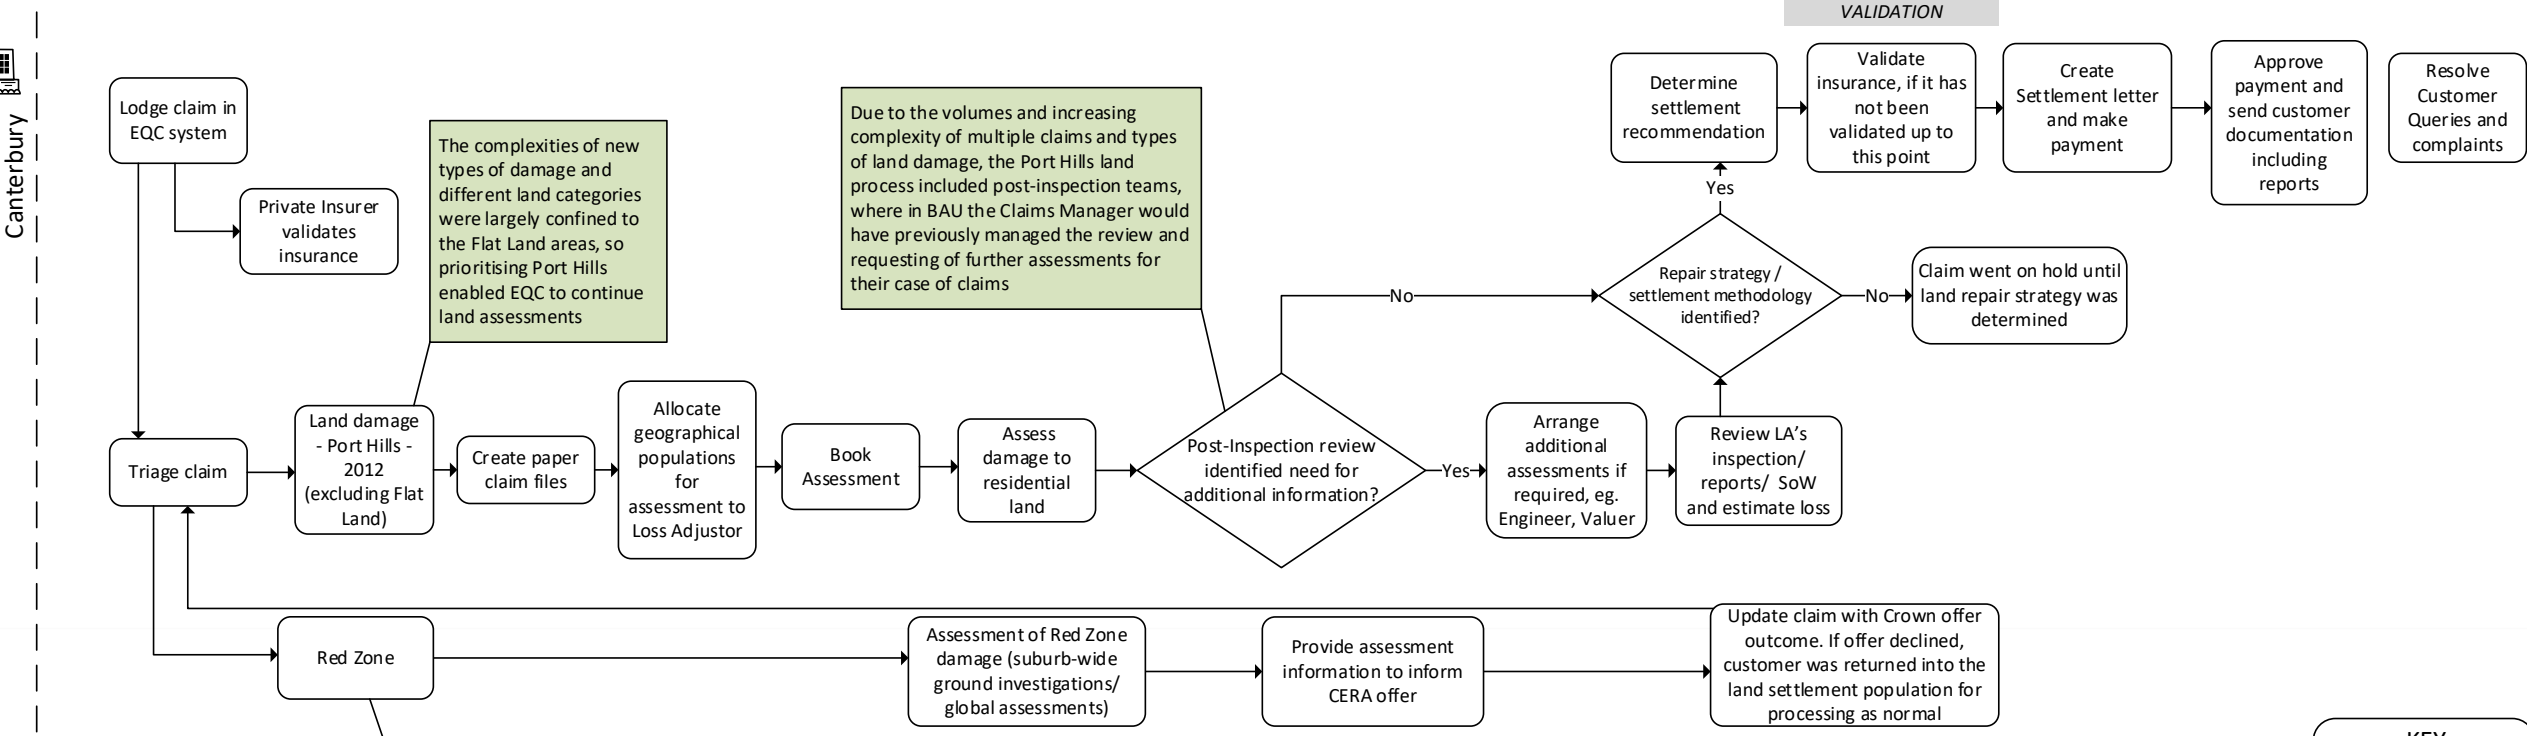 VALIDATION
Canterbury
Lodge claim in
EQC system
Private Insurer
validates
insurance
The complexities of new
types of damage and
different land categories
were largely confined to
the Flat Land areas, so
prioritising Port Hills
enabled EQC to continue
land assessments
Due to the volumes and increasing
complexity of multiple claims and types
of land damage, the Port Hills land
process included post-inspection teams,
where in BAU the Claims Manager would
have previously managed the review and
requesting of further assessments for
their case of claims
Determine
settlement
recommendation
Validate
insurance, if it has
not been
validated up to
this point
Create
Settlement letter
and make
payment
Approve
payment and
send customer
documentation
including
reports
Resolve
Customer
Queries and
complaints
Yes
Repair strategy /
settlement methodology
identified?
No
No
Claim went on hold until
land repair strategy was
determined
Triage claim
Land damage
- Port Hills -
2012
(excluding Flat
Land)
Create paper
claim files
Allocate
geographical
populations
for
assessment to
Loss Adjustor
Book
Assessment
Assess
damage to
residential
land
Post-Inspection review
identified need for
additional information?
Yes
Arrange
additional
assessments if
required, eg.
Engineer, Valuer
Review LA's
inspection/
reports/ SoW
and estimate loss
Red Zone
Assessment of Red Zone
damage (suburb-wide
ground investigations/
global assessments)
Provide assessment
information to inform
CERA offer
Update claim with Crown offer
outcome. If offer declined,
customer was returned into the
land settlement population for
processing as normal
KEY